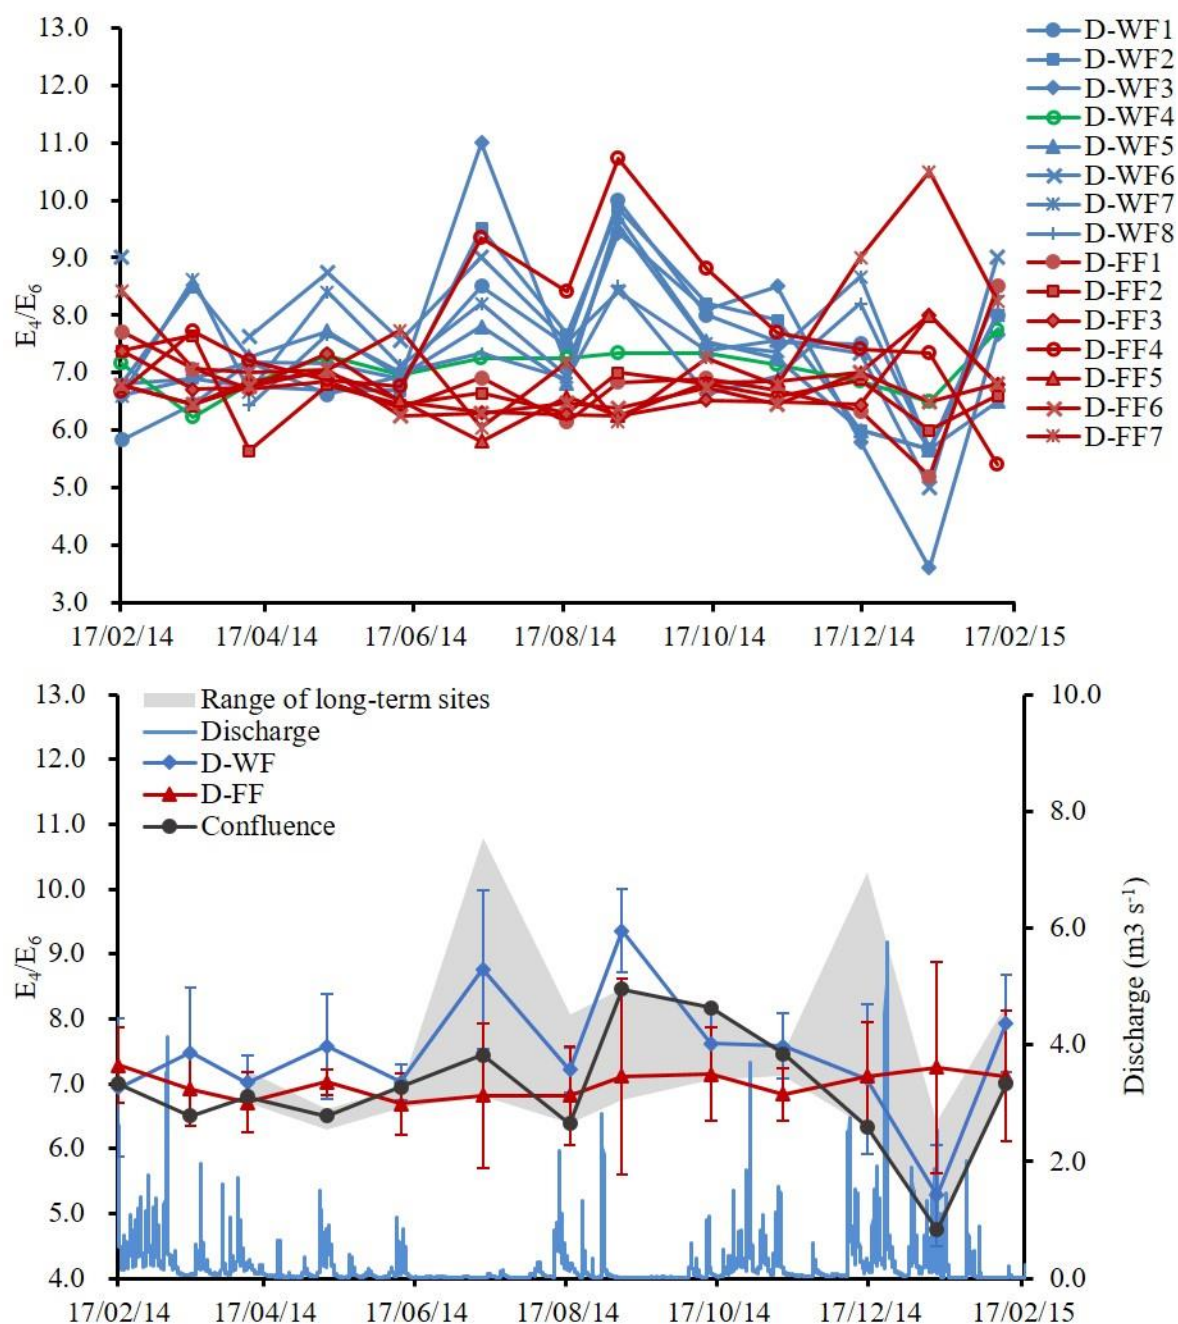 13.0
12.0
11.0
10.0
9.0
8.0
7.0
6.0
5.0
4.0
3.0
E₄/E₆
17/02/14 17/04/14 17/06/14 17/08/14 17/10/14 17/12/14 17/02/15
D-WF1
D-WF2
D-WF3
D-WF4
D-WF5
D-WF6
D-WF7
D-WF8
D-FF1
D-FF2
D-FF3
D-FF4
D-FF5
D-FF6
D-FF7
13.0
12.0
11.0
10.0
9.0
8.0
7.0
6.0
5.0
4.0
E₄/E₆
Range of long-term sites
Discharge
D-WF
D-FF
Confluence
10.0
8.0
6.0
4.0
2.0
0.0
Discharge (m3 s⁻¹)
17/02/14 17/04/14 17/06/14 17/08/14 17/10/14 17/12/14 17/02/15